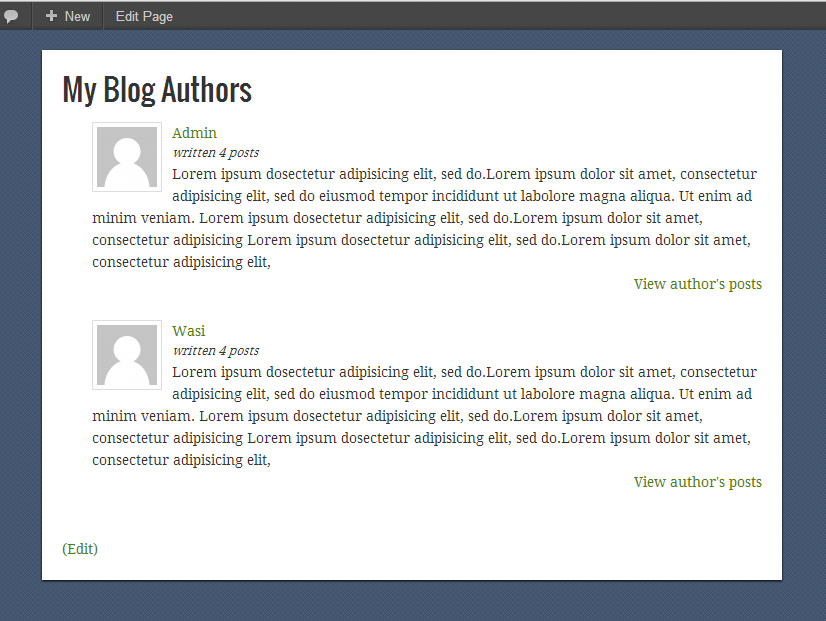 New Edit Page
My Blog Authors
Admin
written 4 posts
Lorem ipsum dosectetur adipisicing elit, sed do.Lorem ipsum dolor sit amet, consectetur
adipisicing elit, sed do eiusmod tempor incididunt ut labolore magna aliqua. Ut enim ad
minim veniam. Lorem ipsum dosectetur adipisicing elit, sed do.Lorem ipsum dolor sit amet,
consectetur adipisicing Lorem ipsum dosectetur adipisicing elit, sed do.Lorem ipsum dolor sit amet,
consectetur adipisicing elit,
View author's posts
Wasi
written 4 posts
Lorem ipsum dosectetur adipisicing elit, sed do.Lorem ipsum dolor sit amet, consectetur
adipisicing elit, sed do eiusmod tempor incididunt ut labolore magna aliqua. Ut enim ad
minim veniam. Lorem ipsum dosectetur adipisicing elit, sed do.Lorem ipsum dolor sit amet,
consectetur adipisicing Lorem ipsum dosectetur adipisicing elit, sed do.Lorem ipsum dolor sit amet,
consectetur adipisicing elit,
View author's posts
(Edit)